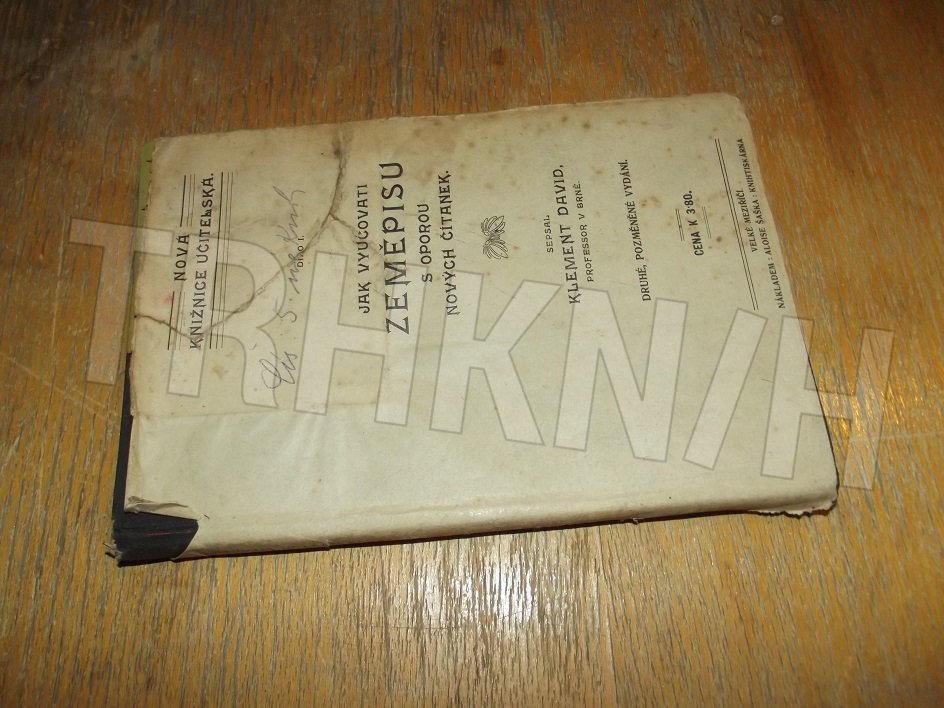 NOVÁ
KNIŽNICE UČITELSKÁ.
DÍLO I.
JAK VYUČOVATI
ZEMĚPISU
S OPOROU
NOVÝCH ČÍTANEK.
SEPSAL
KLEMENT DAVID,
PROFESSOR V BRNĚ.
DRUHÉ, POZMĚNĚNÉ VYDÁNÍ.
CENA K 3·80.
VELKÉ MEZIŘÍČÍ
NÁKLADEM ALOISE ŠAŠKA, KNIHTISKÁRNA
TRHKNIH